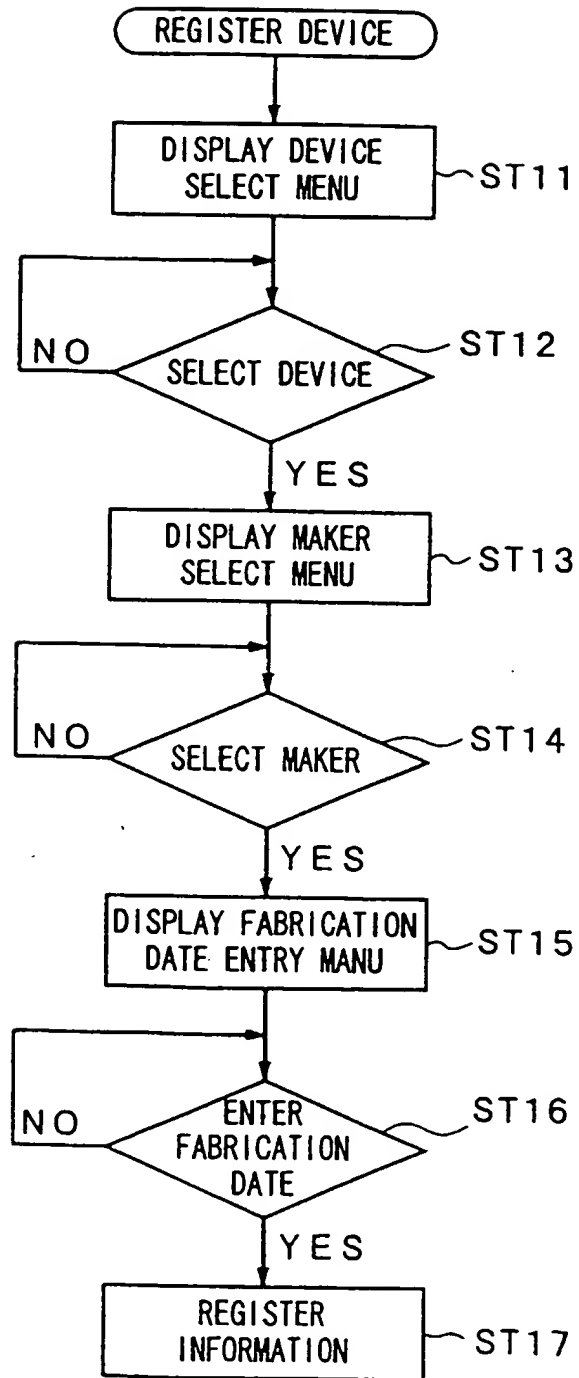 REGISTER DEVICE
DISPLAY DEVICE
SELECT MENU
ST11
NO
SELECT DEVICE
ST12
YES
DISPLAY MAKER
SELECT MENU
ST13
NO
SELECT MAKER
ST14
YES
DISPLAY FABRICATION
DATE ENTRY MANU
ST15
NO
ENTER
FABRICATION
DATE
ST16
YES
REGISTER
INFORMATION
ST17